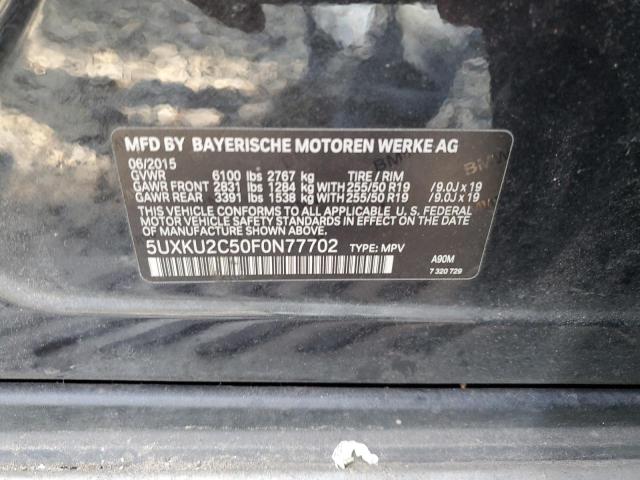 MFD BY BAYERISCHE MOTOREN WERKE AG
06/2015
GVWR 6100 lbs 2767 kg TIRE / RIM
GAWR FRONT 2831 lbs 1284 kg WITH 255/50 R19 /9.0J x 19
GAWR REAR 3391 lbs 1538 kg WITH 255/50 R19 /9.0J x 19
THIS VEHICLE CONFORMS TO ALL APPLICABLE U. S. FEDERAL
MOTOR VEHICLE SAFETY STANDARDS IN EFFECT ON THE
DATE OF MANUFACTURE SHOWN ABOVE.
5UXKU2C50F0N77702 TYPE: MPV
A90M
7 320 729